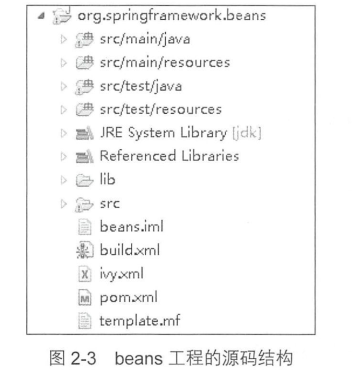 org.springframework.beans
src/main/java
src/main/resources
src/test/java
src/test/resources
JRE System Library [jdk]
Referenced Libraries
lib
src
beans.iml
build.xml
ivy.xml
pom.xml
template.mf
图 2-3 beans 工程的源码结构